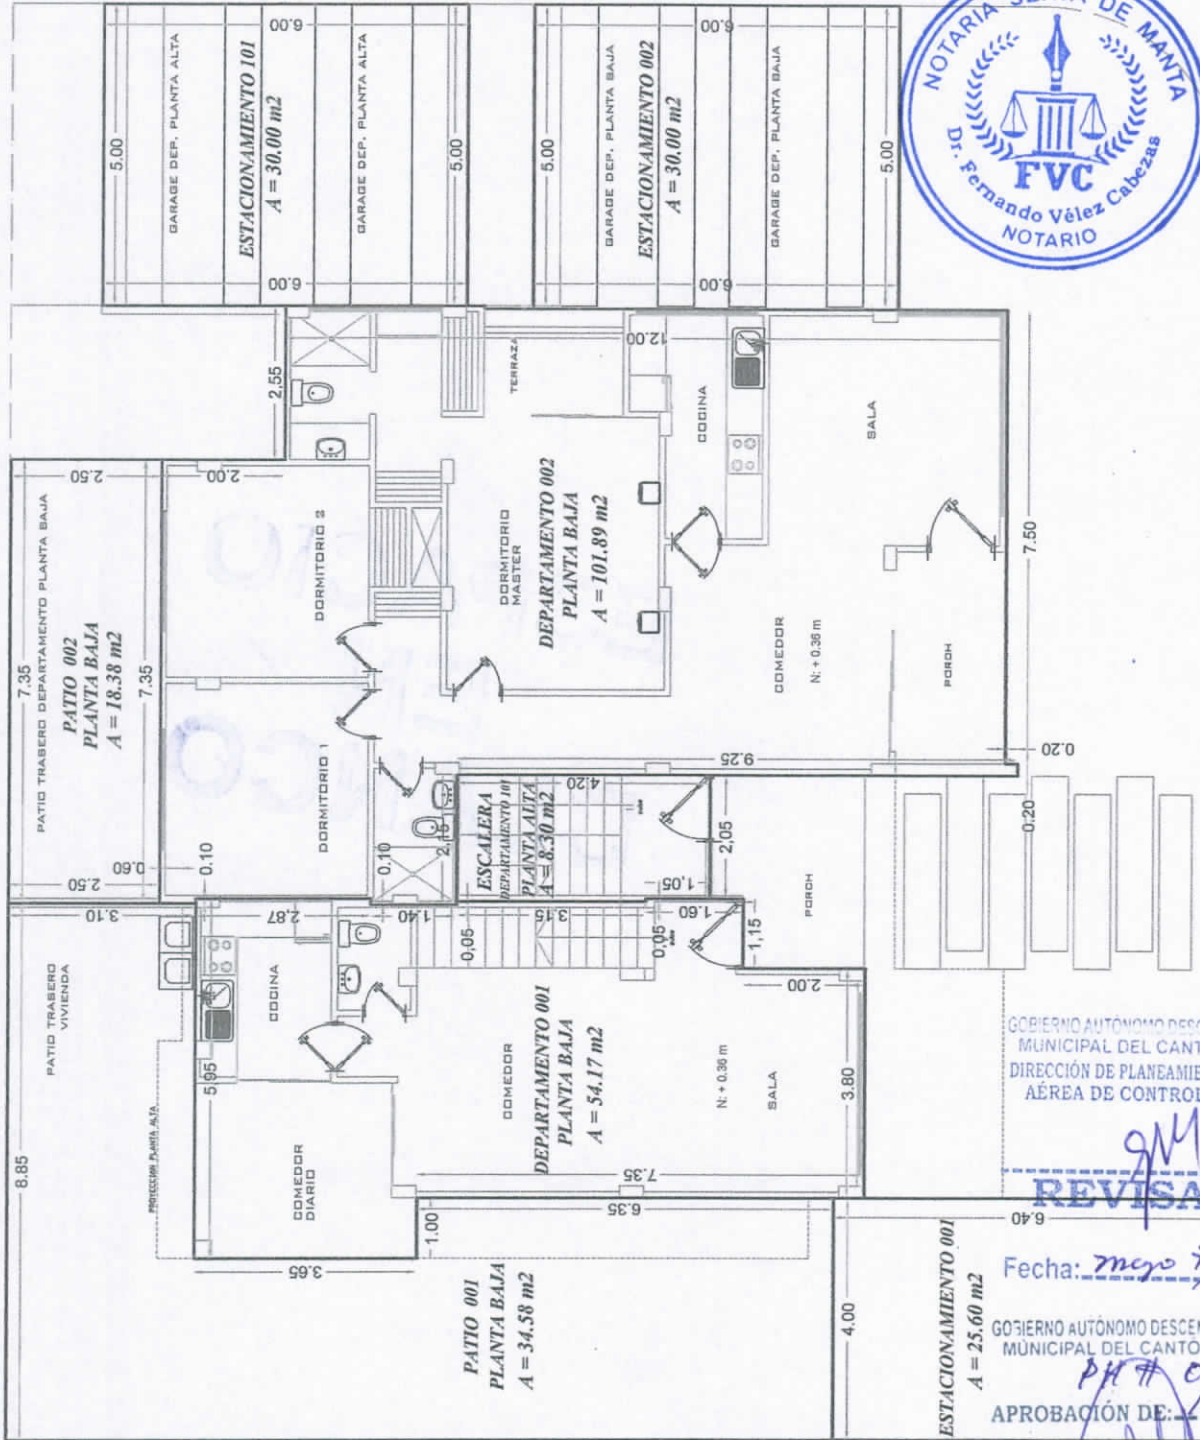 5.00
6.00
GARAGE DEP. PLANTA ALTA
ESTACIONAMIENTO 101
A = 30.00 m2
GARAGE DEP. PLANTA ALTA
6.00
5.00
5.00
6.00
GARAGE DEP. PLANTA BAJA
ESTACIONAMIENTO 002
A = 30.00 m2
GARAGE DEP. PLANTA BAJA
6.00
5.00
NOTARIA
DE MANTA
FVC
Dr. Fernando Vélez Cabezas
NOTARIO
7.35
PATIO TRASERO DEPARTAMENTO PLANTA BAJA
PATIO 002
PLANTA BAJA
A = 18.38 m2
7.35
2.50
2.50
0.60
0.10
2.00
2,55
DORMITORIO 2
DORMITORIO 1
0.10
TERRAZA
12.00
DORMITORIO
MASTER
DEPARTAMENTO 002
PLANTA BAJA
A = 101.89 m2
COCINA
SALA
COMEDOR
N: + 0.36 m
PORCH
7.50
9.25
0.20
0.20
ESCALERA
DEPARTAMENTO 101
PLANTA ALTA
A = 8.30 m2
4.20
2,05
1,05
PORCH
8.85
PATIO TRASERO
VIVIENDA
3.10
PROYECCION PLANTA ALTA
5.95
2,87
COCINA
1.40
0,05
3.15
0,05
1.60
1,15
2.00
COMEDOR
DIARIO
COMEDOR
DEPARTAMENTO 001
PLANTA BAJA
A = 54.17 m2
N: + 0.36 m
SALA
3.80
7.35
6.35
1.00
3.65
PATIO 001
PLANTA BAJA
A = 34.58 m2
4.00
ESTACIONAMIENTO 001
A = 25.60 m2
6.40
GOBIERNO AUTÓNOMO
MUNICIPAL DEL
DIRECCIÓN DE
AÉREA DE
Fecha:
GOBIERNO AUTÓNOMO
MUNICIPAL DEL
PH #
APROBACIÓN DE: